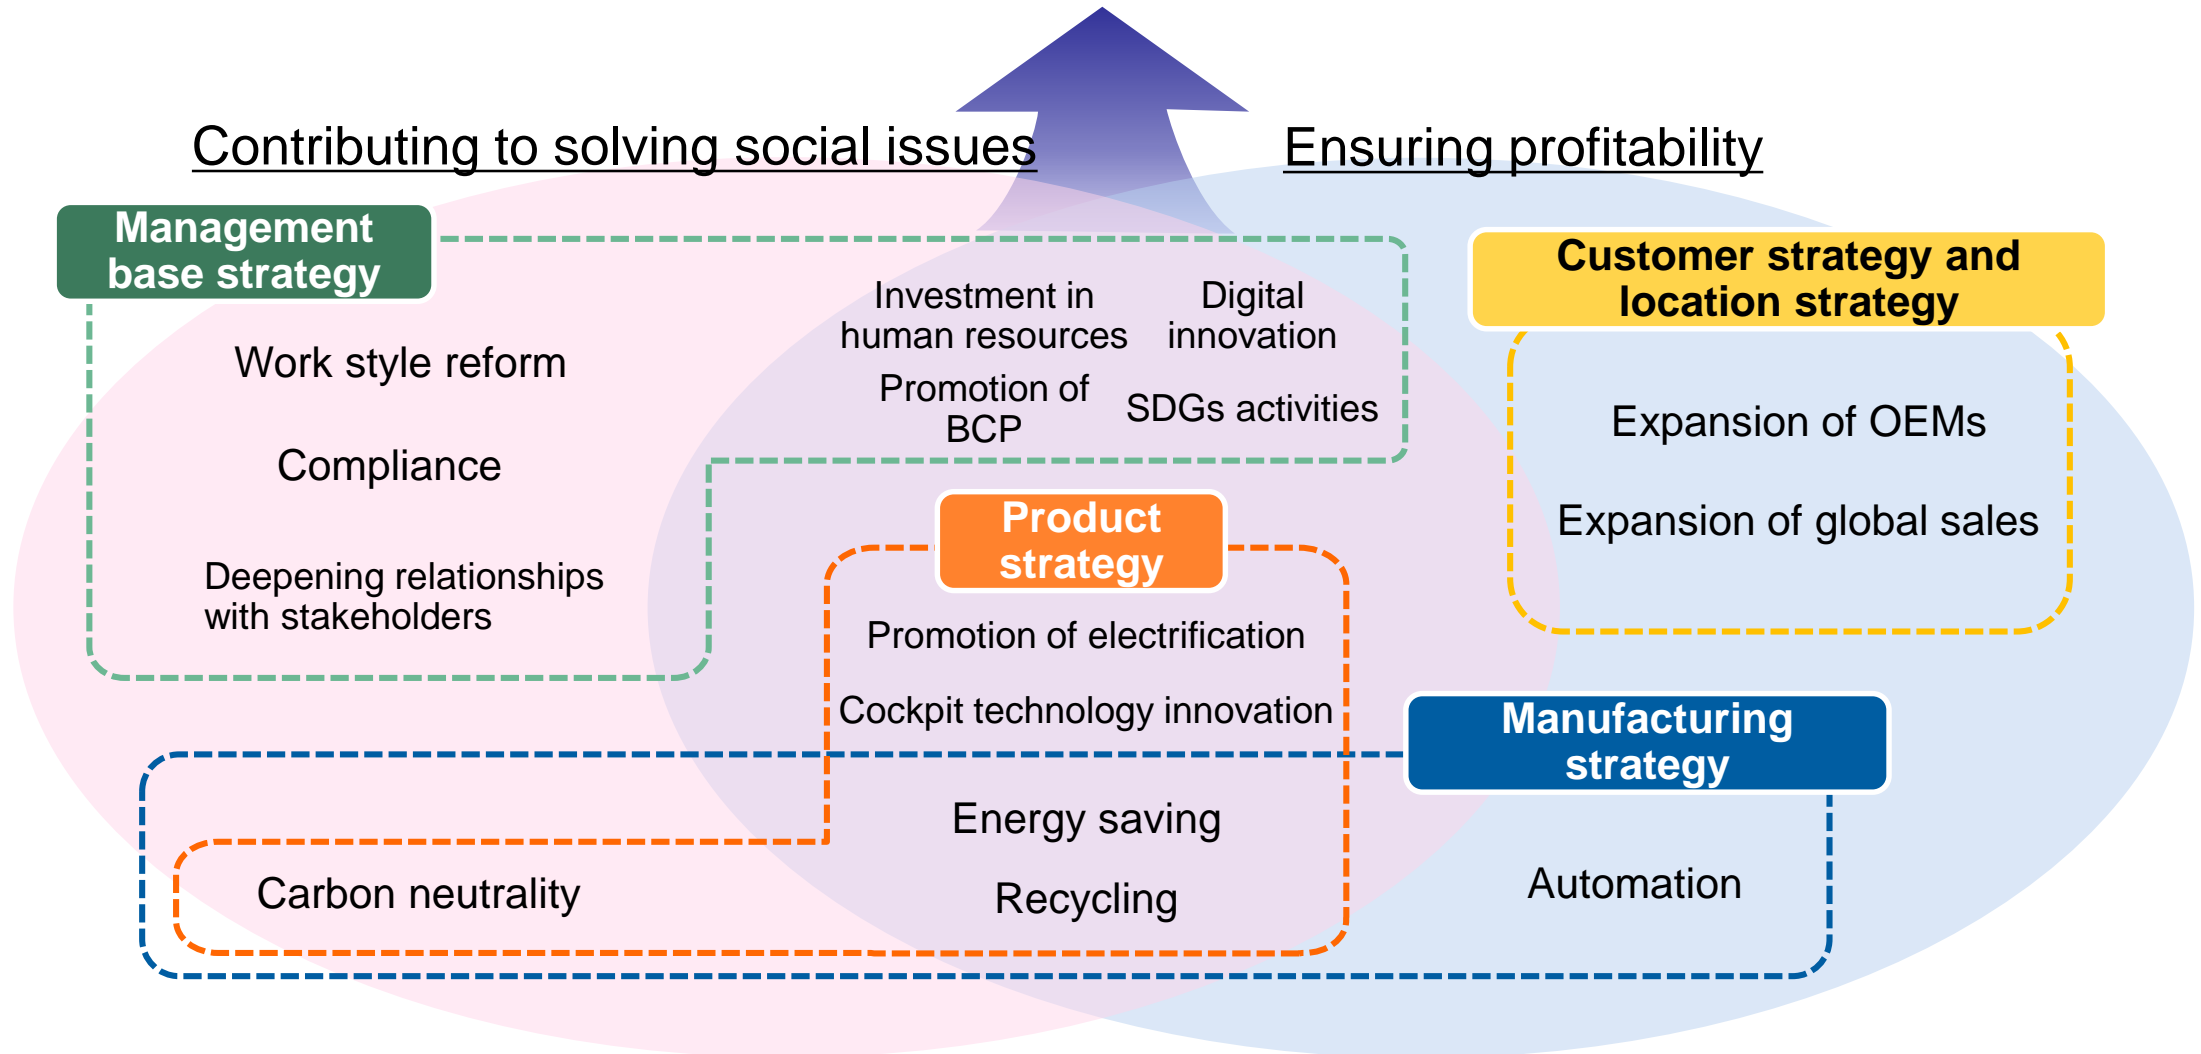 Contributing to solving social issues
Ensuring profitability
Management
base strategy
Work style reform
Compliance
Deepening relationships
with stakeholders
Investment in
human resources
Digital
innovation
Promotion of
BCP
SDGs activities
Customer strategy and
location strategy
Expansion of OEMs
Expansion of global sales
Product
strategy
Promotion of electrification
Cockpit technology innovation
Manufacturing
strategy
Energy saving
Carbon neutrality
Recycling
Automation